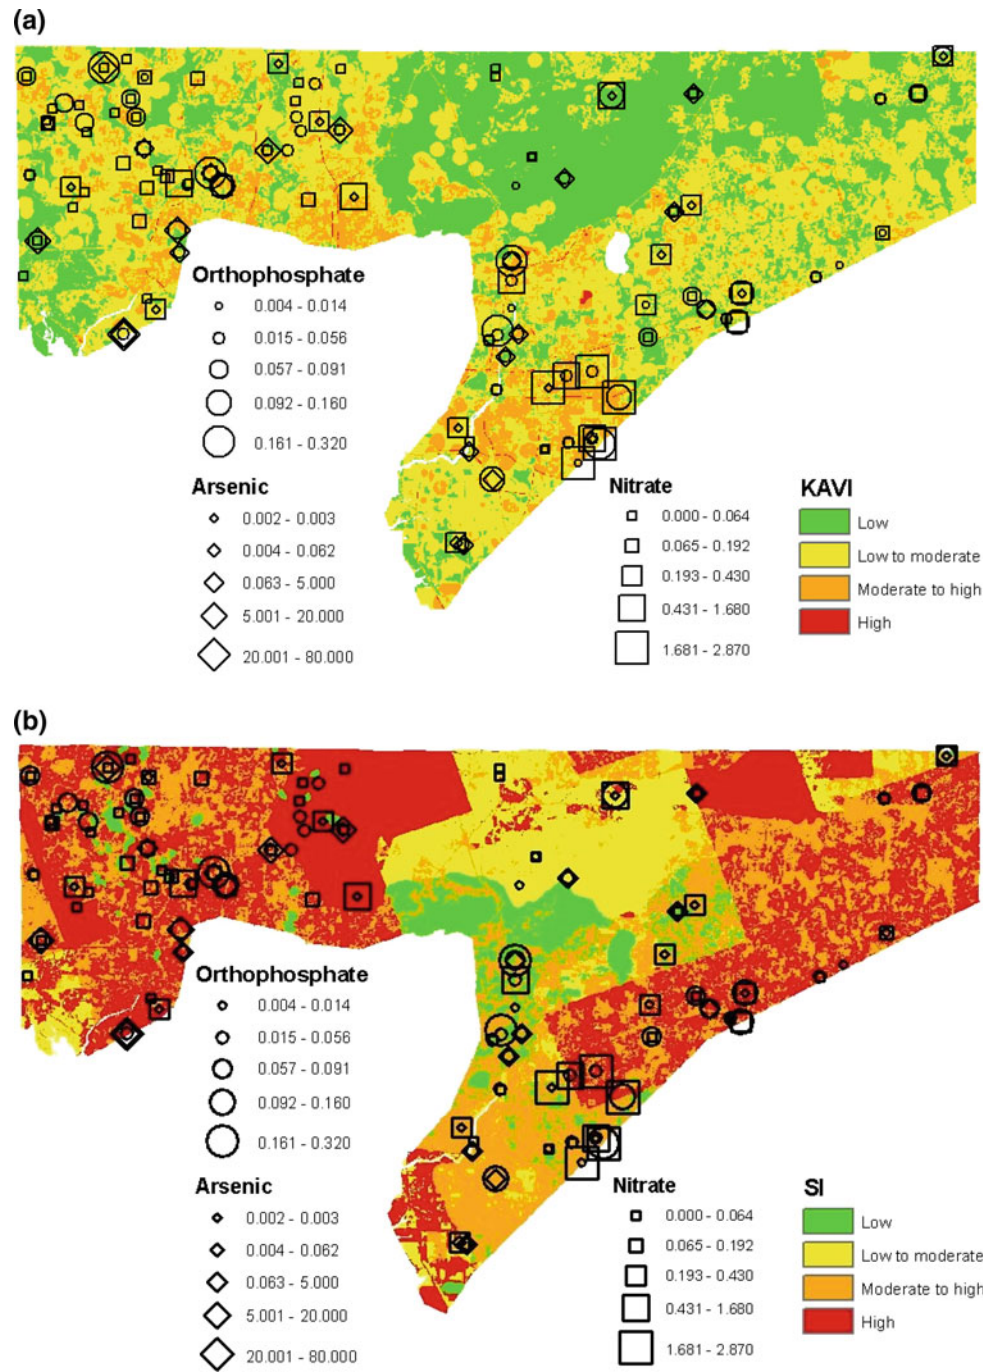 (a)
Orthophosphate
0.004 - 0.014
0.015 - 0.056
0.057 - 0.091
0.092 - 0.160
0.161 - 0.320
Arsenic
0.002 - 0.003
0.004 - 0.062
0.063 - 5.000
5.001 - 20.000
20.001 - 80.000
Nitrate
0.000 - 0.064
0.065 - 0.192
0.193 - 0.430
0.431 - 1.680
1.681 - 2.870
KAVI
Low
Low to moderate
Moderate to high
High
(b)
Orthophosphate
0.004 - 0.014
0.015 - 0.056
0.057 - 0.091
0.092 - 0.160
0.161 - 0.320
Arsenic
0.002 - 0.003
0.004 - 0.062
0.063 - 5.000
5.001 - 20.000
20.001 - 80.000
Nitrate
0.000 - 0.064
0.065 - 0.192
0.193 - 0.430
0.431 - 1.680
1.681 - 2.870
SI
Low
Low to moderate
Moderate to high
High